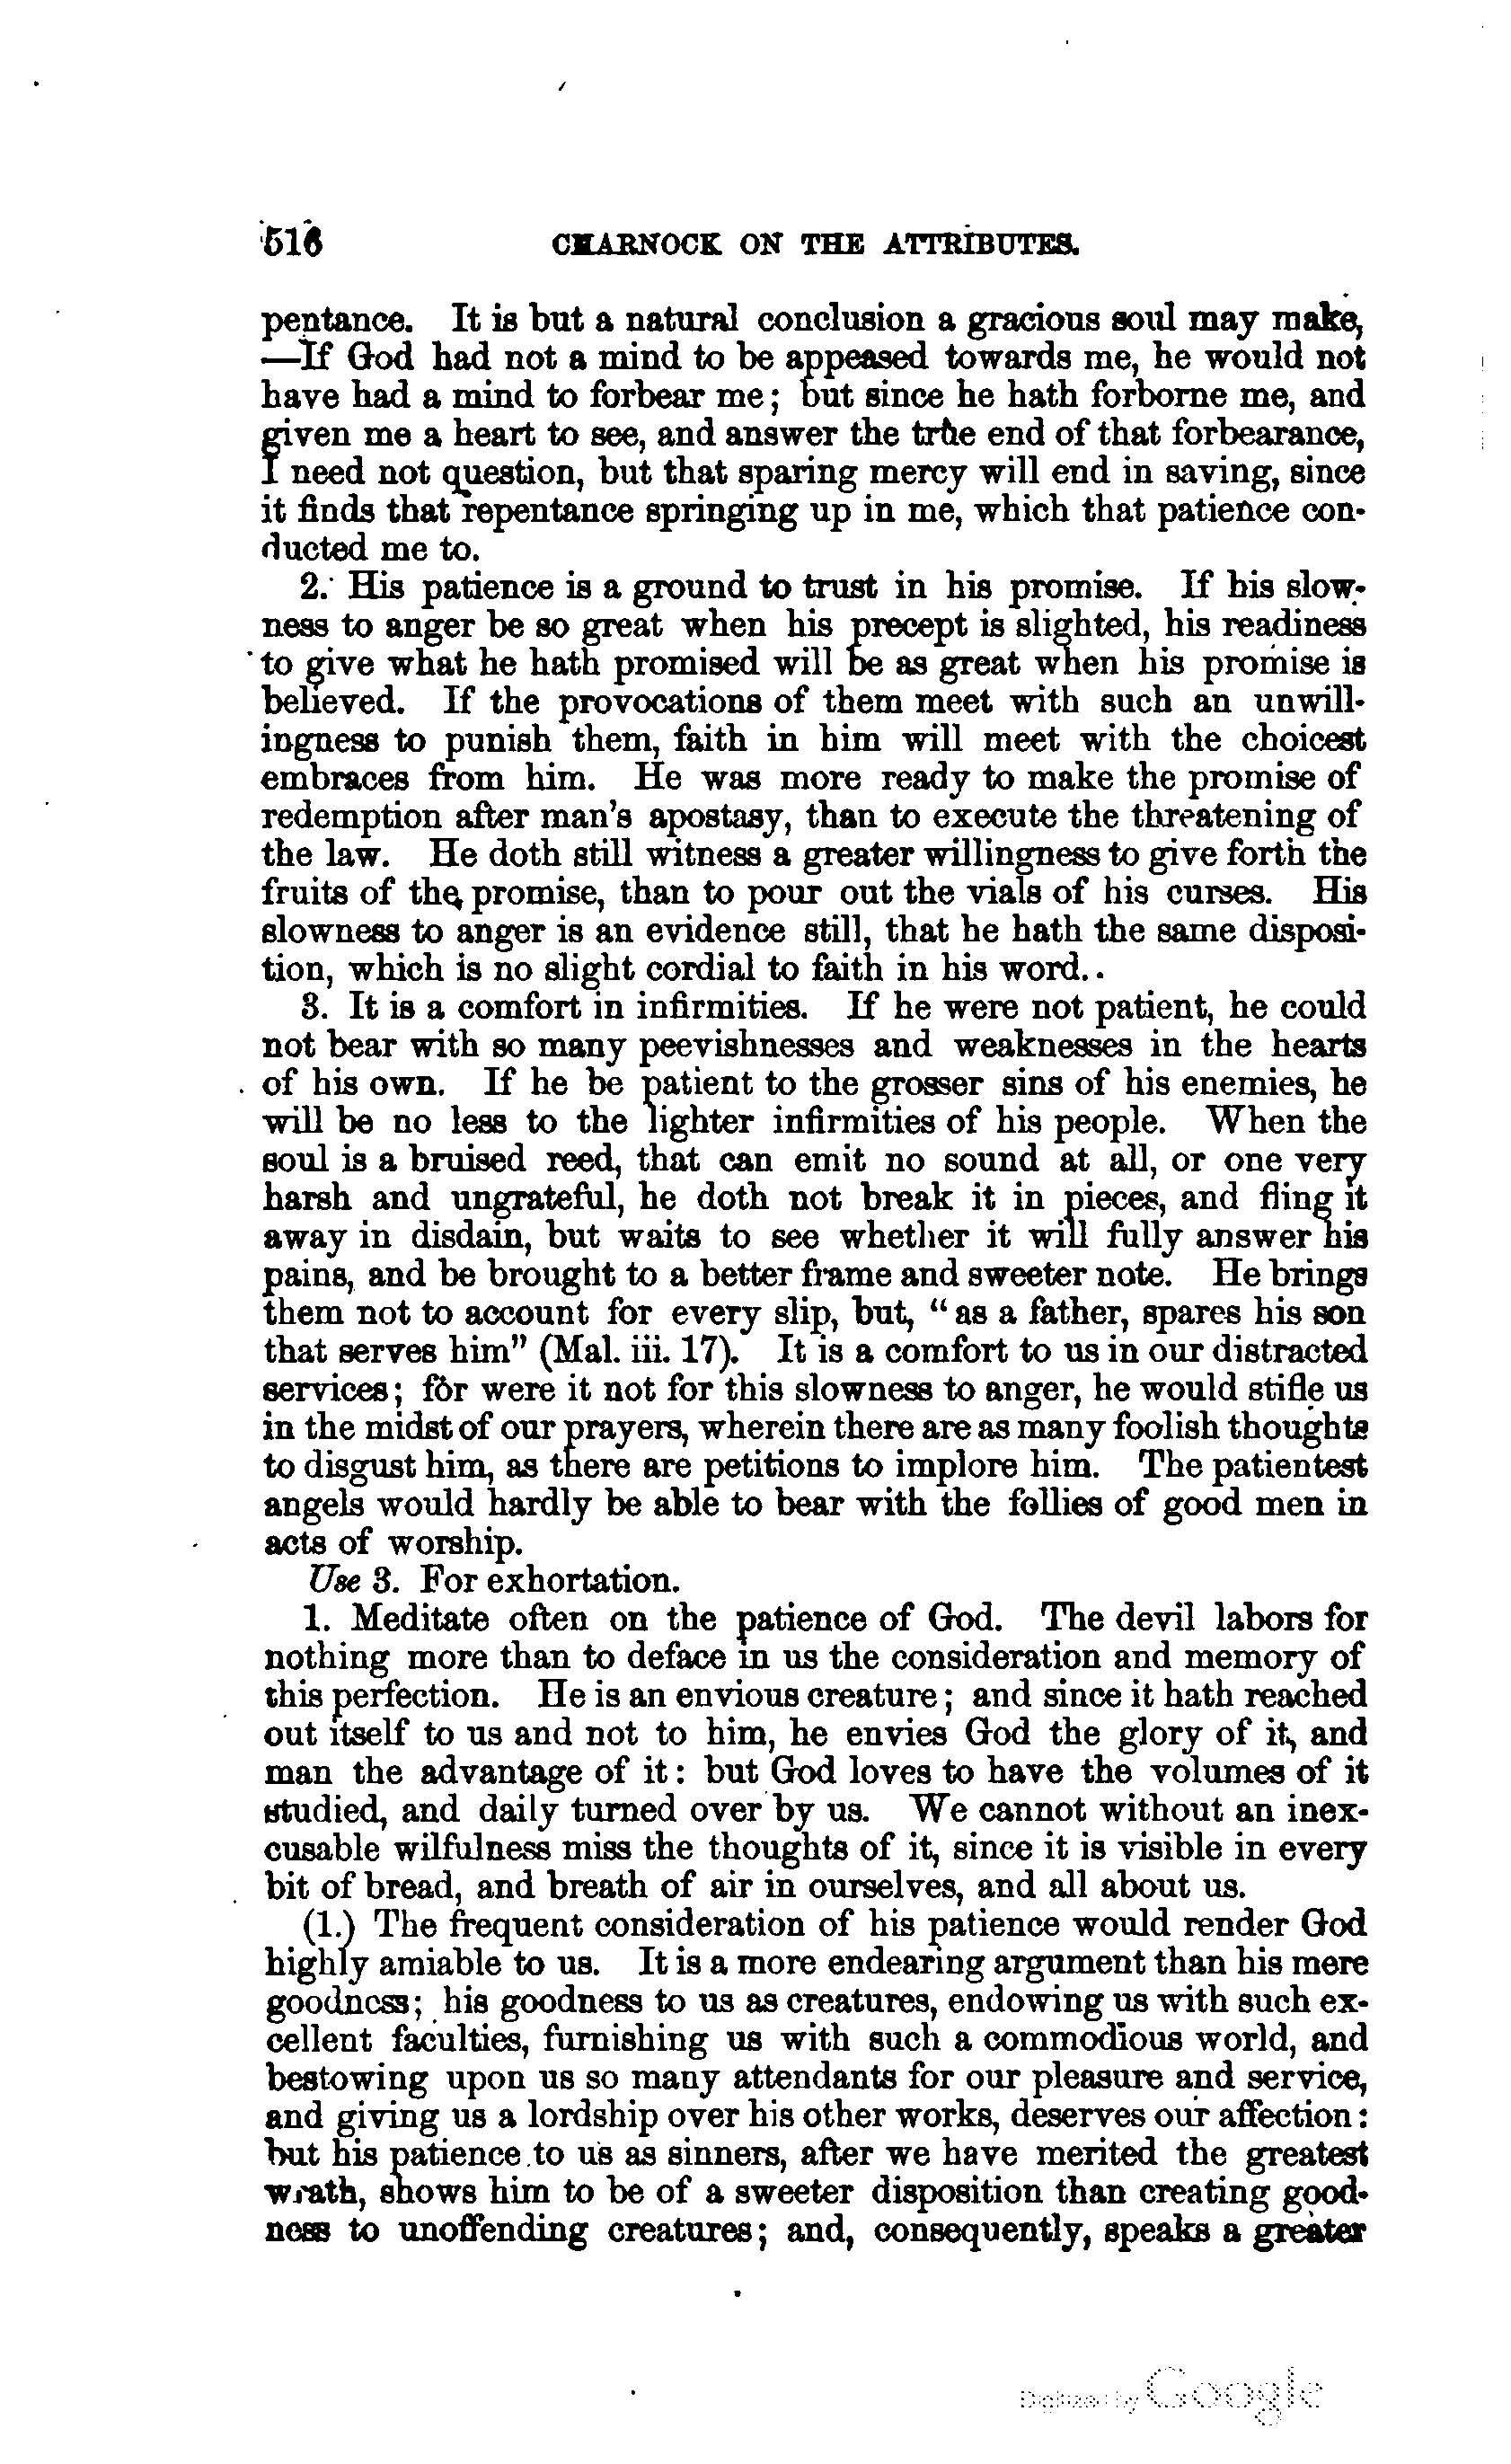 516 CHARNOCK ON THE ATTRIBUTES.
pentance. It is but a natural conclusion a gracious soul may make,
—If God had not a mind to be appeased towards me, he would not
have had a mind to forbear me; but since he hath forborne me, and
given me a heart to see, and answer the true end of that forbearance,
I need not question, but that sparing mercy will end in saving, since
it finds that repentance springing up in me, which that patience con-
ducted me to.
2. His patience is a ground to trust in his promise. If his slow-
ness to anger be so great when his precept is slighted, his readiness
to give what he hath promised will be as great when his promise is
believed. If the provocations of them meet with such an unwill-
ingness to punish them, faith in him will meet with the choicest
embraces from him. He was more ready to make the promise of
redemption after man's apostasy, than to execute the threatening of
the law. He doth still witness a greater willingness to give forth the
fruits of the promise, than to pour out the vials of his curses. His
slowness to anger is an evidence still, that he hath the same disposi-
tion, which is no slight cordial to faith in his word.
3. It is a comfort in infirmities. If he were not patient, he could
not bear with so many peevishnesses and weaknesses in the hearts
of his own. If he be patient to the grosser sins of his enemies, he
will be no less to the lighter infirmities of his people. When the
soul is a bruised reed, that can emit no sound at all, or one very
harsh and ungrateful, he doth not break it in pieces, and fling it
away in disdain, but waits to see whether it will fully answer his
pains, and be brought to a better frame and sweeter note. He brings
them not to account for every slip, but, "as a father, spares his son
that serves him" (Mal. iii. 17). It is a comfort to us in our distracted
services; for were it not for this slowness to anger, he would stifle us
in the midst of our prayers, wherein there are as many foolish thoughts
to disgust him, as there are petitions to implore him. The patientest
angels would hardly be able to bear with the follies of good men in
acts of worship.
Use 3. For exhortation.
1. Meditate often on the patience of God. The devil labors for
nothing more than to deface in us the consideration and memory of
this perfection. He is an envious creature; and since it hath reached
out itself to us and not to him, he envies God the glory of it, and
man the advantage of it: but God loves to have the volumes of it
studied, and daily turned over by us. We cannot without an inex-
cusable wilfulness miss the thoughts of it, since it is visible in every
bit of bread, and breath of air in ourselves, and all about us.
(1.) The frequent consideration of his patience would render God
highly amiable to us. It is a more endearing argument than his mere
goodness; his goodness to us as creatures, endowing us with such ex-
cellent faculties, furnishing us with such a commodious world, and
bestowing upon us so many attendants for our pleasure and service,
and giving us a lordship over his other works, deserves our affection:
but his patience to us as sinners, after we have merited the greatest
wrath, shows him to be of a sweeter disposition than creating good-
ness to unoffending creatures; and, consequently, speaks a greater
Digitized by Google